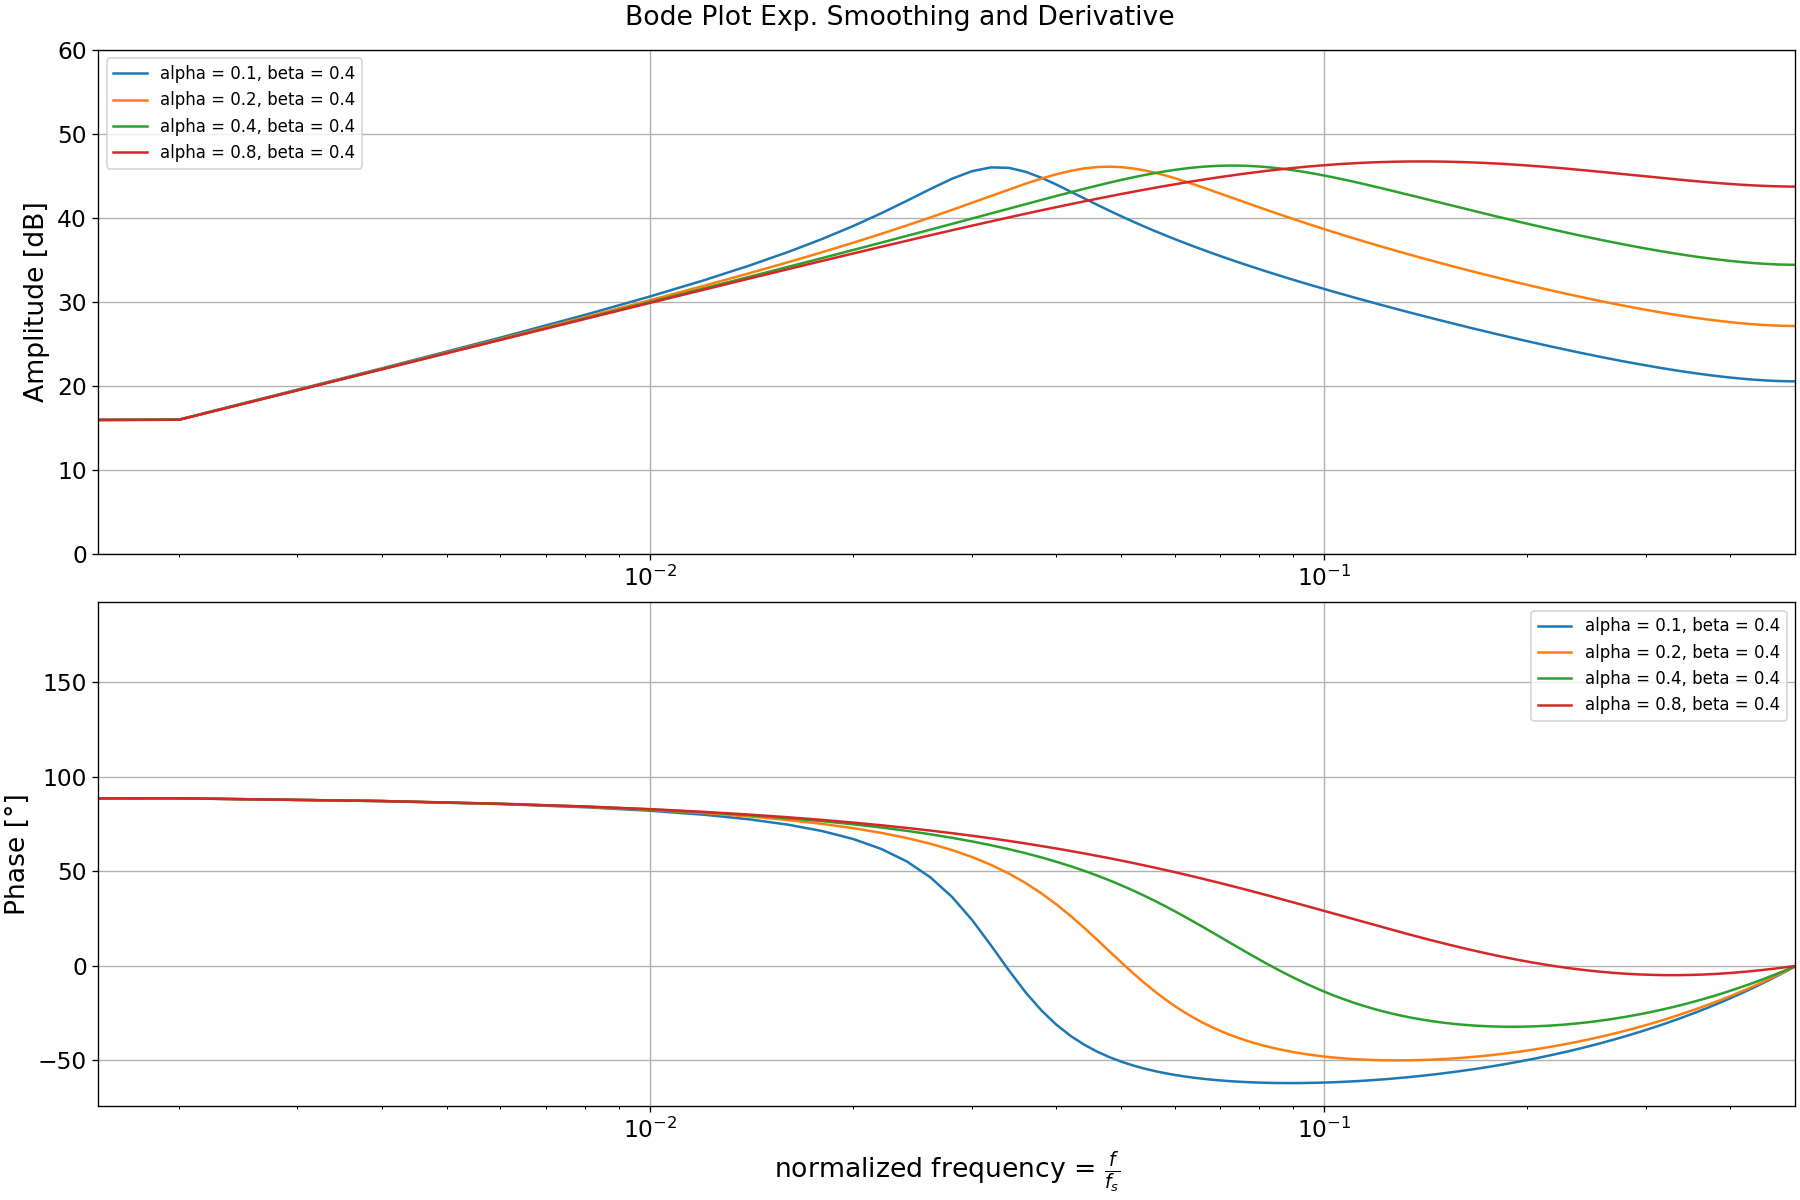 Bode Plot Exp. Smoothing and Derivative
Amplitude [dB]
60
50
40
30
20
10
0
alpha = 0.1, beta = 0.4
alpha = 0.2, beta = 0.4
alpha = 0.4, beta = 0.4
alpha = 0.8, beta = 0.4
10⁻²
10⁻¹
Phase [°]
150
100
50
0
−50
alpha = 0.1, beta = 0.4
alpha = 0.2, beta = 0.4
alpha = 0.4, beta = 0.4
alpha = 0.8, beta = 0.4
10⁻²
10⁻¹
normalized frequency = f/fₛ